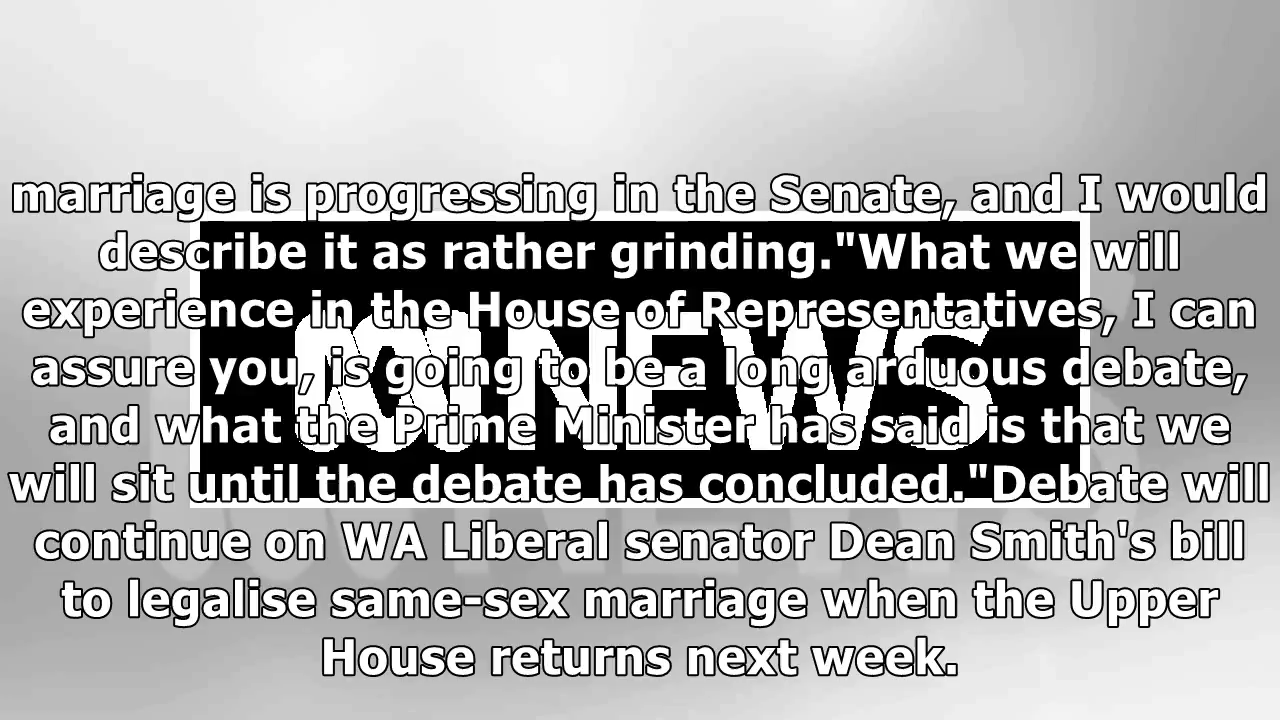 marriage is progressing in the Senate, and I would
describe it as rather grinding."What we will
experience in the House of Representatives, I can
assure you, is going to be a long arduous debate,
and what the Prime Minister has said is that we
will sit until the debate has concluded."Debate will
continue on WA Liberal senator Dean Smith's bill
to legalise same-sex marriage when the Upper
House returns next week.
NEWS